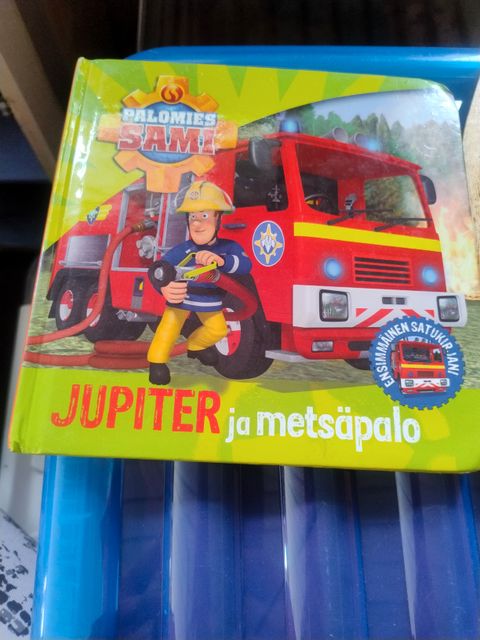 PALOMIES
SAMI
ENSIMMÄINEN SATUKIRJANI
JUPITER ja metsäpalo